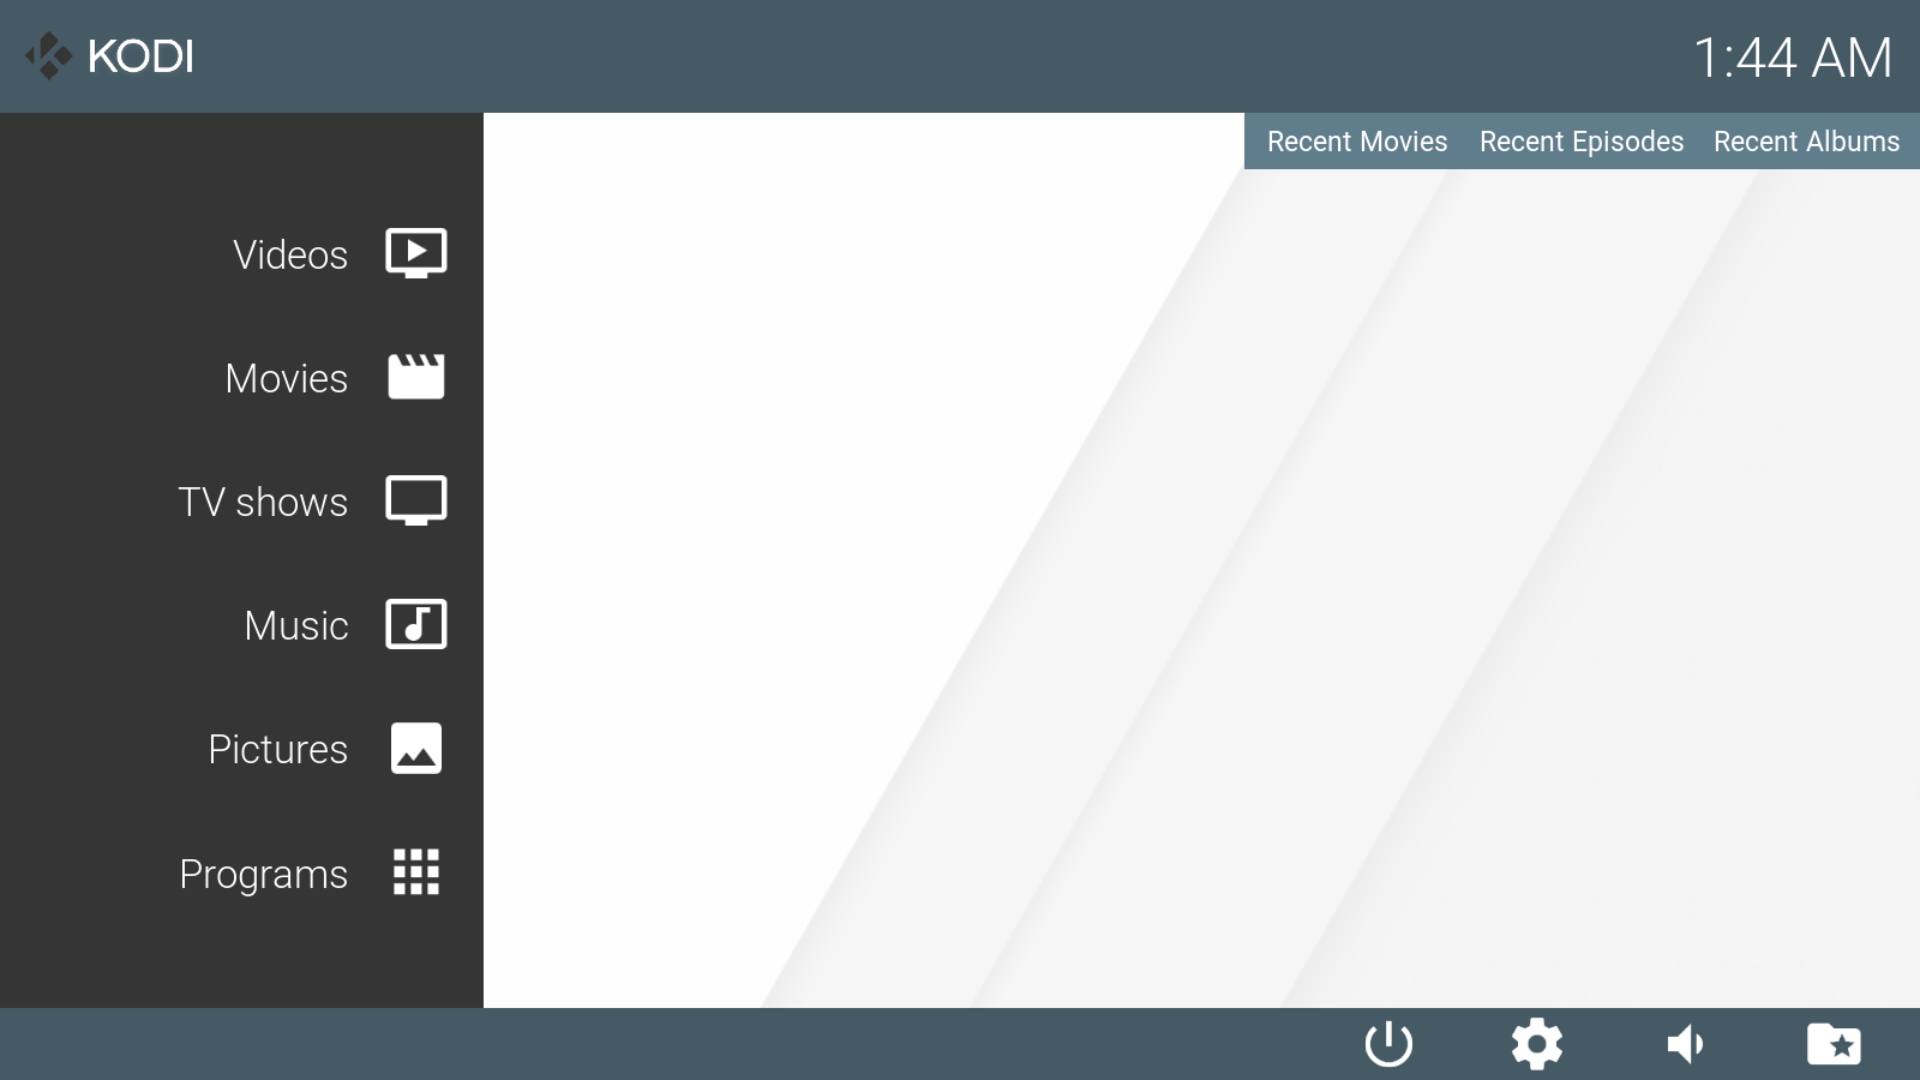 KODI
1:44 AM
Recent Movies Recent Episodes Recent Albums
Videos
Movies
TV shows
Music
Pictures
Programs